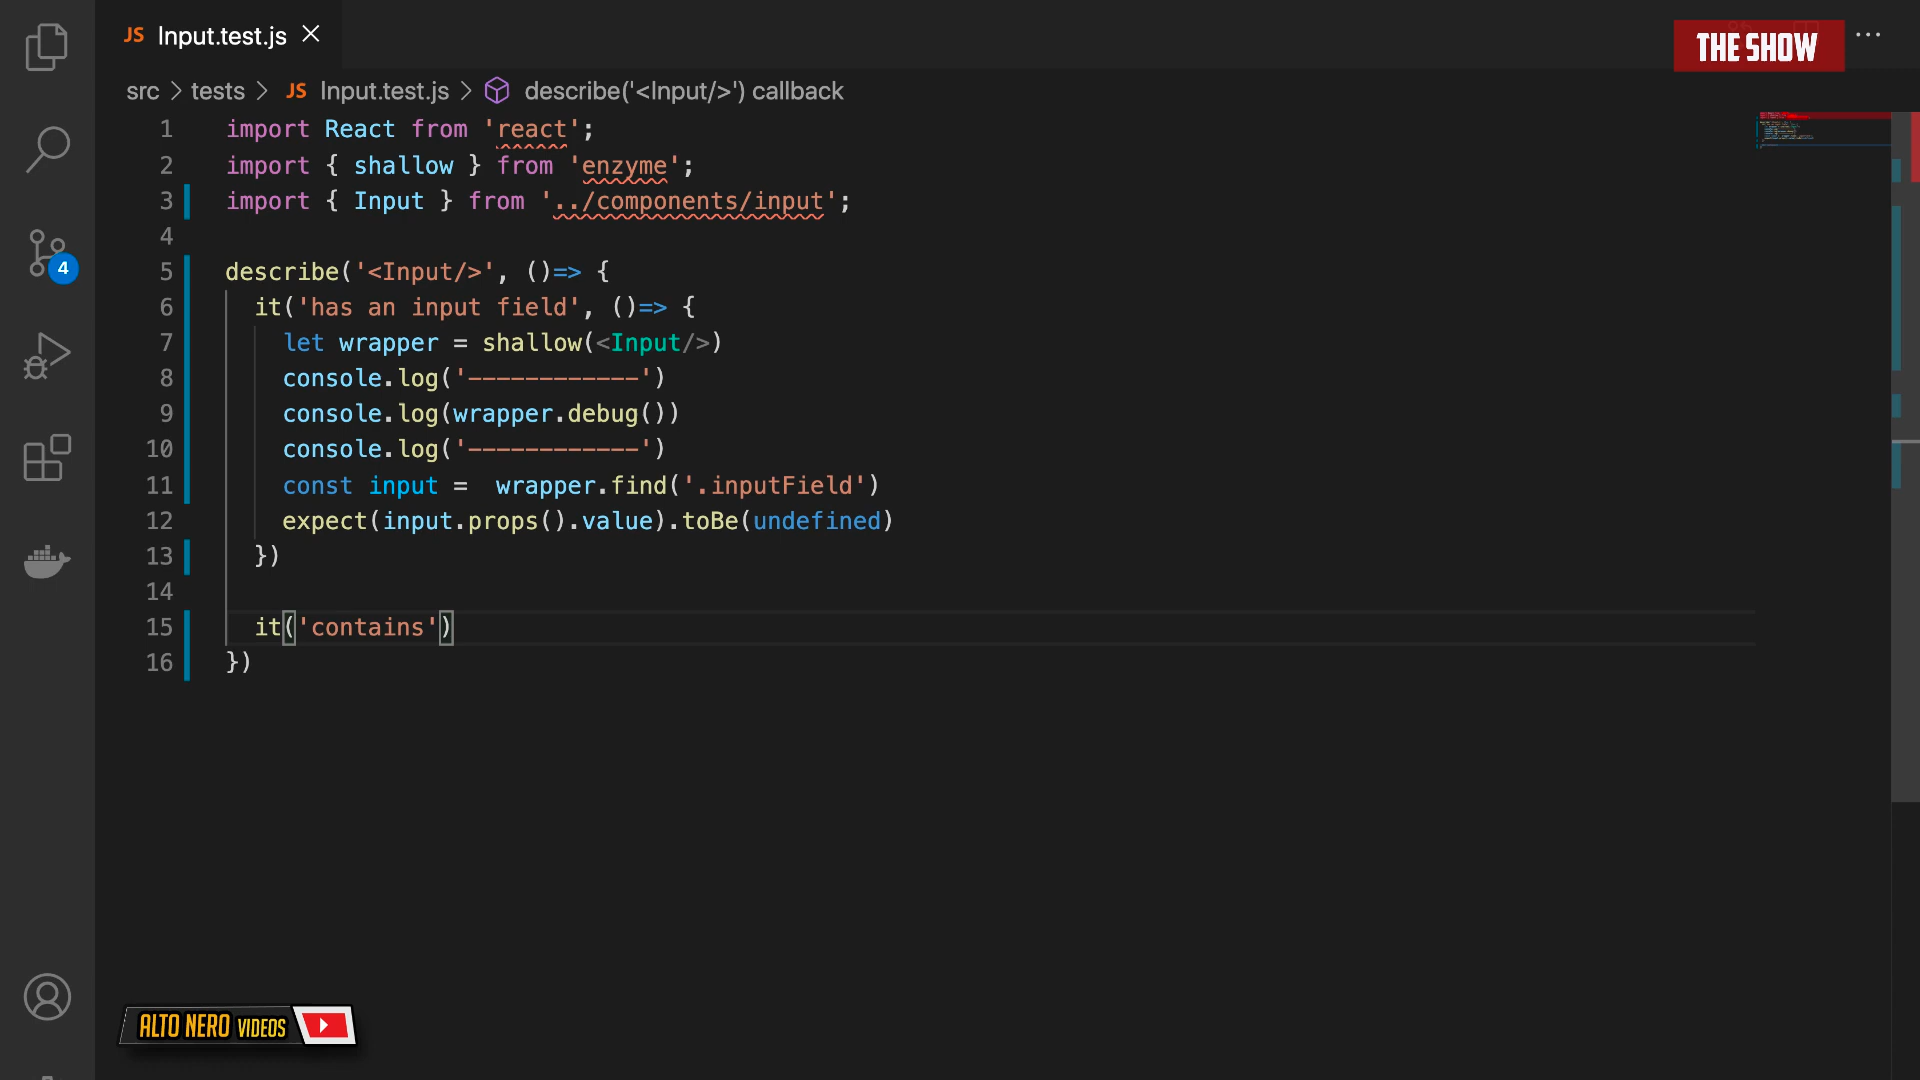 JS Input.test.js
THE SHOW
src > tests > JS Input.test.js > describe('<Input/>') callback
1 import React from 'react';
2 import { shallow } from 'enzyme';
3 import { Input } from '../components/input';
4
5 describe('<Input/>', ()=> {
6 it('has an input field', ()=> {
7 let wrapper = shallow(<Input/>)
8 console.log('------------')
9 console.log(wrapper.debug())
10 console.log('------------')
11 const input =  wrapper.find('.inputField')
12 expect(input.props().value).toBe(undefined)
13 })
14
15 it('contains')
16 })
4
ALTO NERO VIDEOS